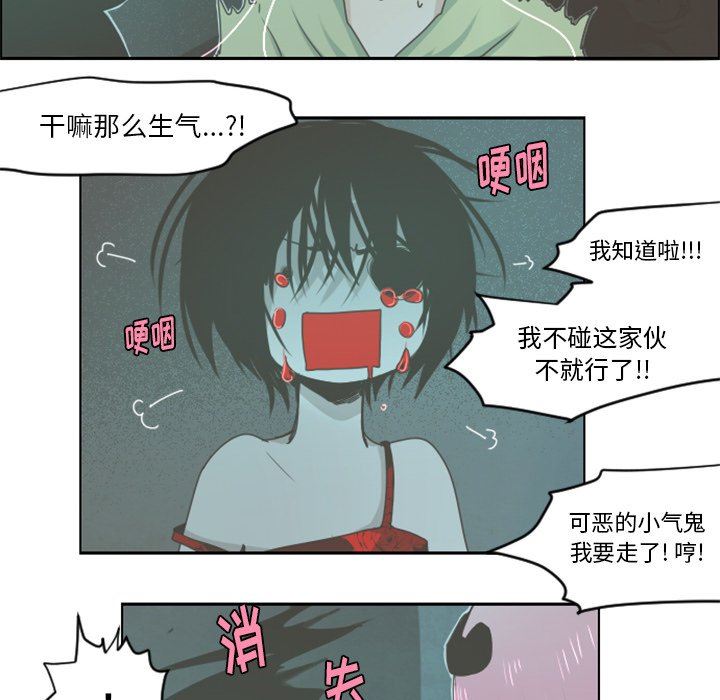 干嘛那么生气...?!
哽咽
我知道啦!!!
哽咽
我不碰这家伙
不就行了!!
可恶的小气鬼
我要走了! 哼!
消
失